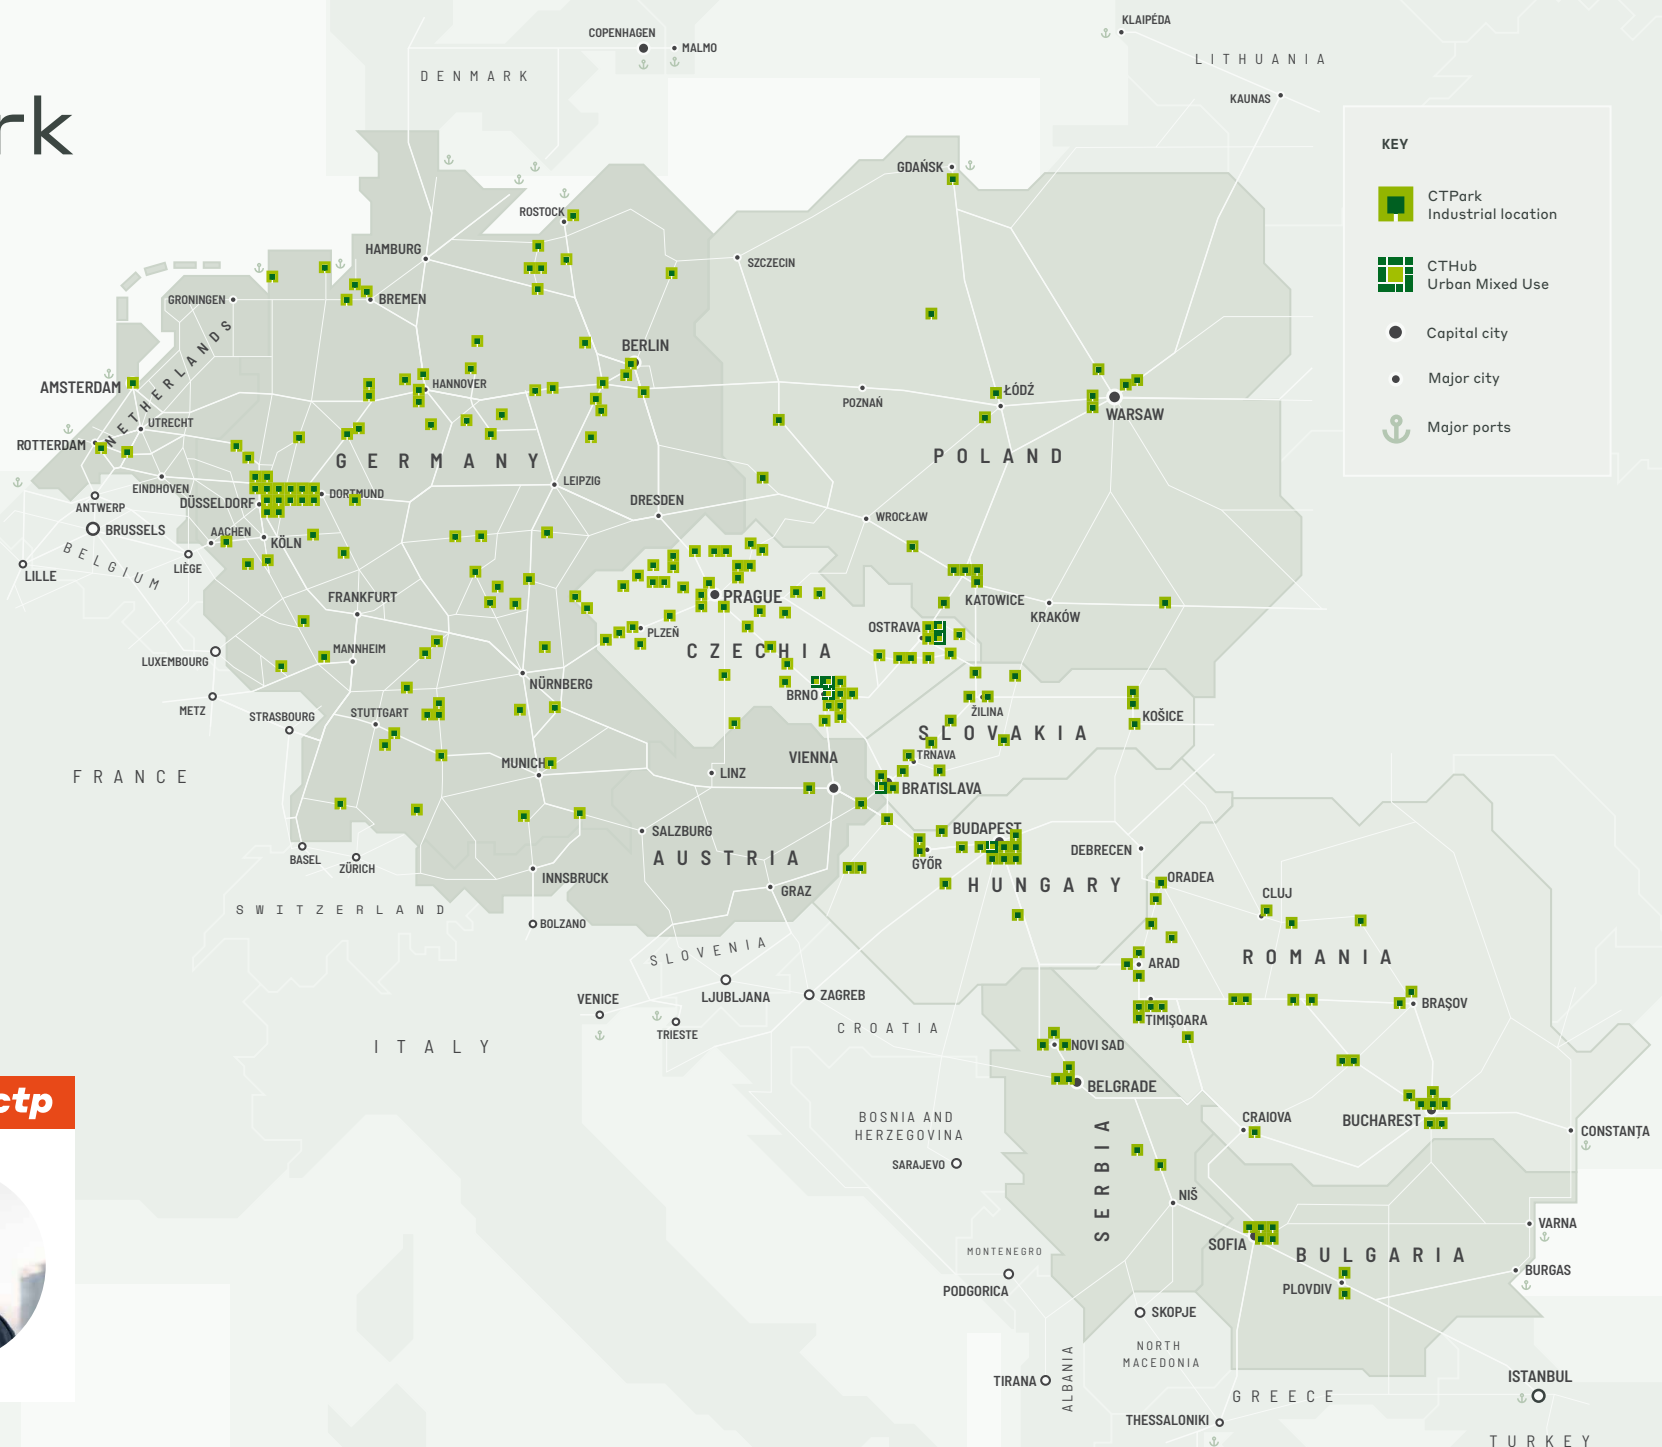 rk
ctp
KEY
CTPark
Industrial location
CTHub
Urban Mixed Use
Capital city
Major city
Major ports
COPENHAGEN
MALMO
DENMARK
KLAIPÉDA
LITHUANIA
KAUNAS
GDAŃSK
ROSTOCK
HAMBURG
SZCZECIN
GRONINGEN
BREMEN
NETHERLANDS
BERLIN
AMSTERDAM
HANNOVER
POZNAŃ
ŁÓDŹ
WARSAW
UTRECHT
ROTTERDAM
GERMANY
POLAND
EINDHOVEN
LEIPZIG
DORTMUND
DÜSSELDORF
DRESDEN
ANTWERP
WROCŁAW
BRUSSELS
AACHEN
KÖLN
BELGIUM
LIÈGE
LILLE
FRANKFURT
PRAGUE
KATOWICE
KRAKÓW
OSTRAVA
PLZEŇ
CZECHIA
MANNHEIM
LUXEMBOURG
NÜRNBERG
BRNO
METZ
STRASBOURG
STUTTGART
ŽILINA
KOŠICE
SLOVAKIA
TRNAVA
VIENNA
MUNICH
LINZ
FRANCE
BRATISLAVA
SALZBURG
BUDAPEST
AUSTRIA
BASEL
ZÜRICH
GYŐR
DEBRECEN
INNSBRUCK
GRAZ
HUNGARY
ORADEA
CLUJ
SWITZERLAND
BOLZANO
SLOVENIA
ARAD
ROMANIA
LJUBLJANA
ZAGREB
VENICE
TRIESTE
CROATIA
TIMIȘOARA
BRAȘOV
ITALY
NOVI SAD
BELGRADE
BOSNIA AND
HERZEGOVINA
CRAIOVA
BUCHAREST
CONSTANȚA
SARAJEVO
SERBIA
NIŠ
VARNA
SOFIA
BULGARIA
MONTENEGRO
BURGAS
PODGORICA
PLOVDIV
SKOPJE
NORTH
MACEDONIA
TIRANA
ALBANIA
GREECE
ISTANBUL
THESSALONIKI
TURKEY